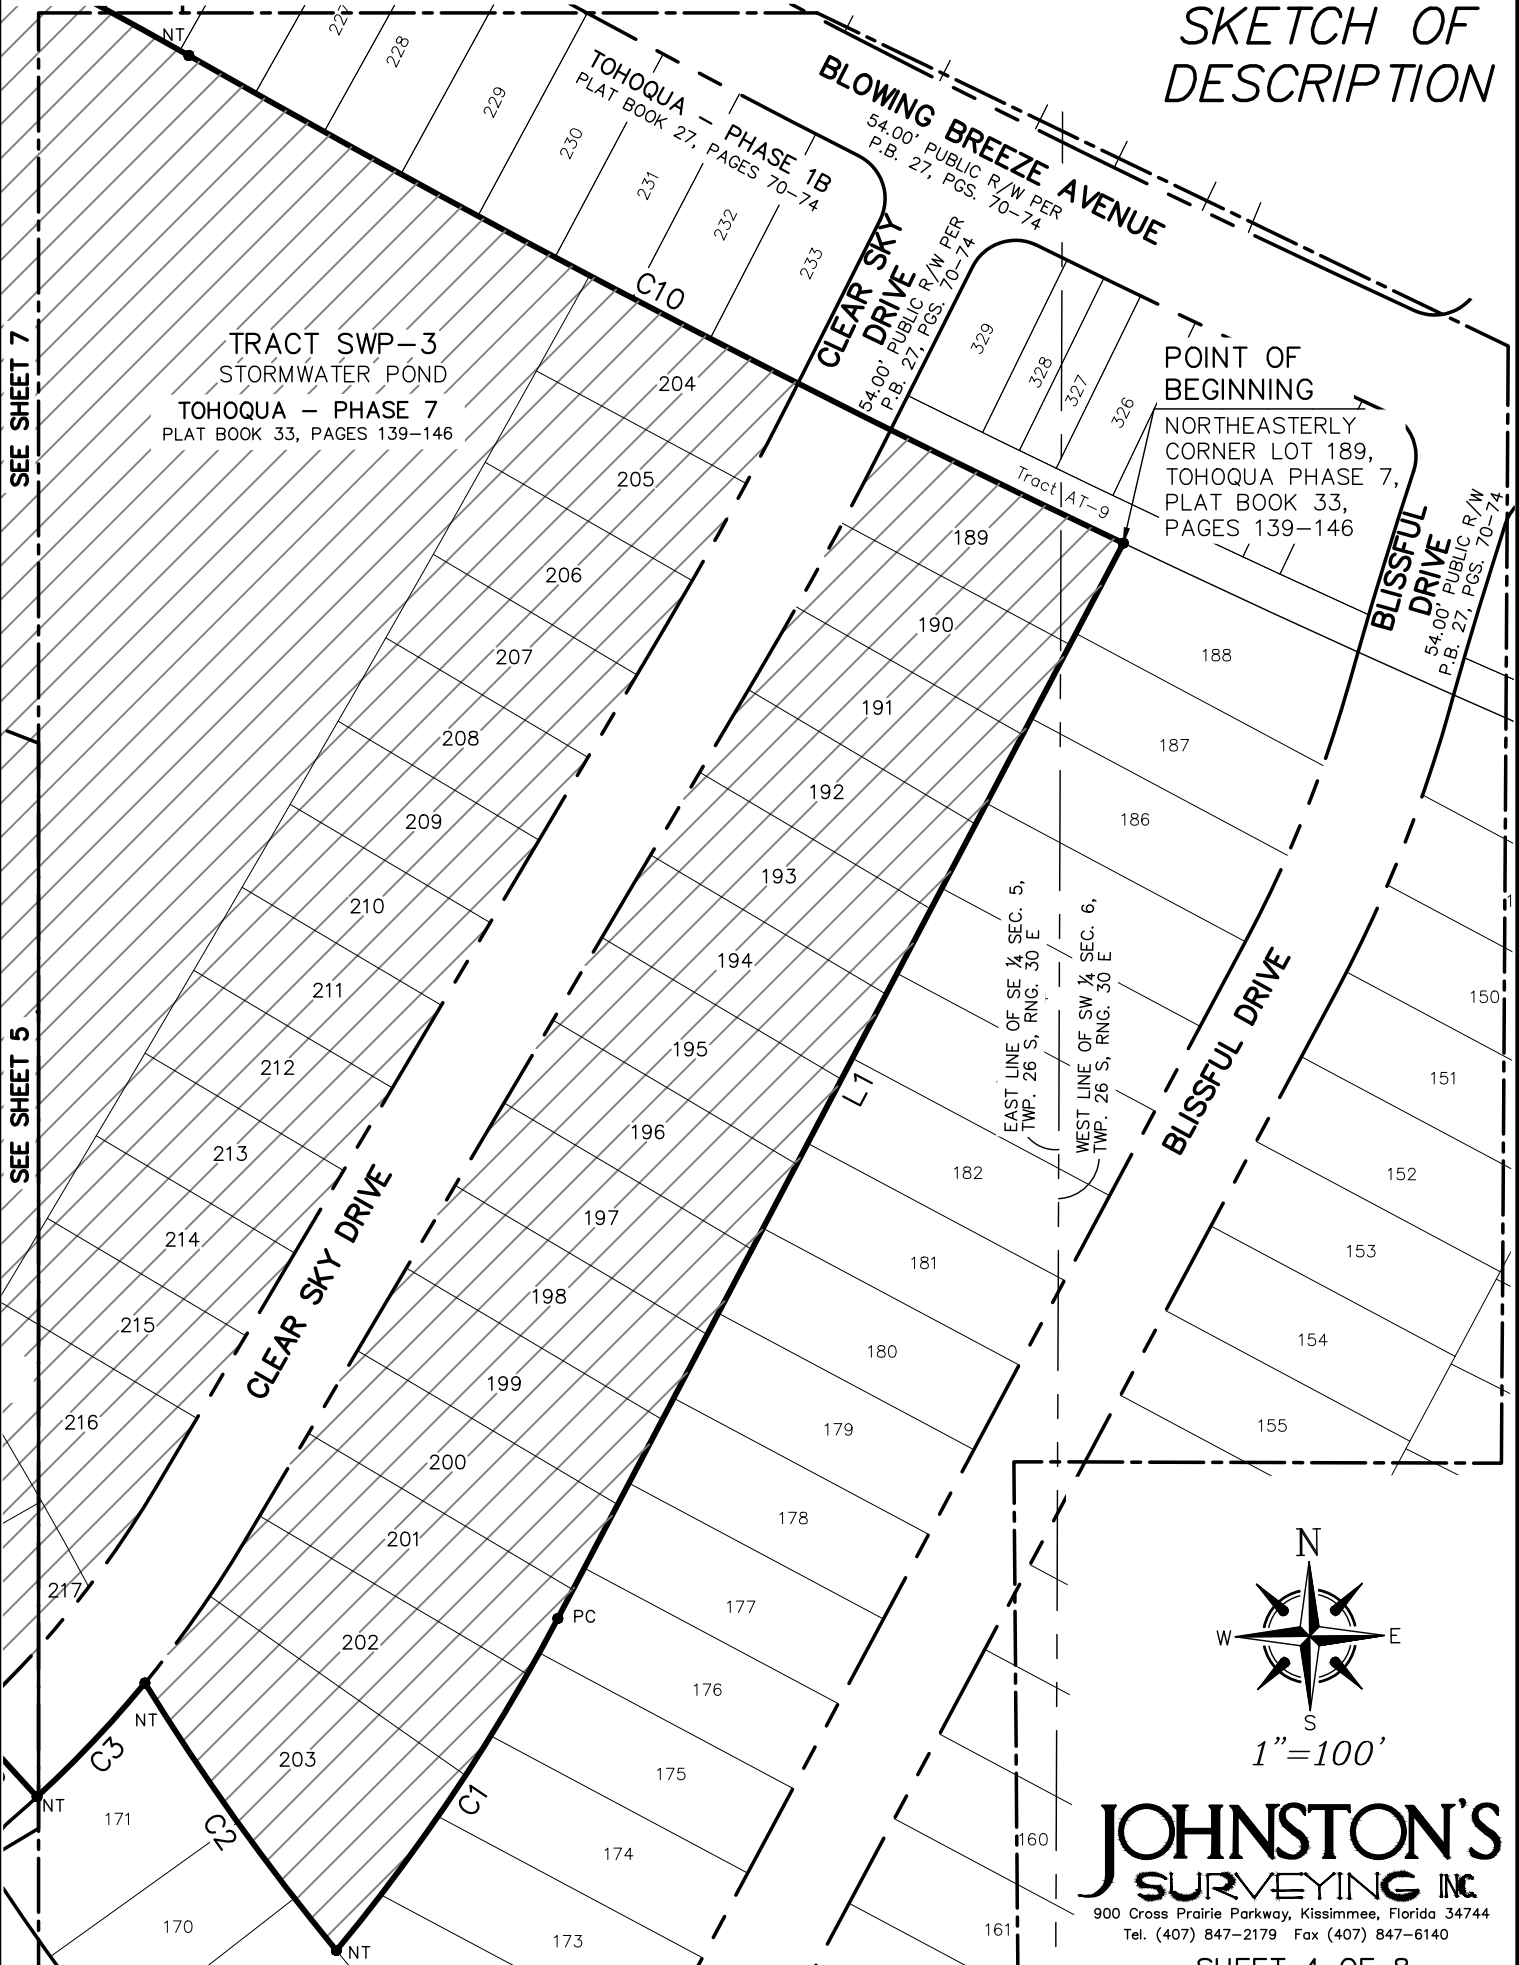 SKETCH OF
DESCRIPTION
NT
227
228
229
230
231
232
233
TOHOQUA - PHASE 1B
PLAT BOOK 27, PAGES 70-74
BLOWING BREEZE AVENUE
54.00' PUBLIC R/W PER
P.B. 27, PGS. 70-74
CLEAR SKY
DRIVE
54.00' PUBLIC R/W PER
P.B. 27, PGS. 70-74
C10
329
328
327
326
Tract AT-9
POINT OF
BEGINNING
NORTHEASTERLY
CORNER LOT 189,
TOHOQUA PHASE 7,
PLAT BOOK 33,
PAGES 139-146
BLISSFUL
DRIVE
54.00' PUBLIC R/W
P.B. 27, PGS. 70-74
SEE SHEET 7
TRACT SWP-3
STORMWATER POND
TOHOQUA - PHASE 7
PLAT BOOK 33, PAGES 139-146
204
205
206
207
208
209
210
211
212
213
214
215
216
217
SEE SHEET 5
CLEAR SKY DRIVE
189
190
191
192
193
194
195
196
197
198
199
200
201
202
203
L1
PC
C1
C2
C3
NT
NT
NT
188
187
186
EAST LINE OF SE ¼ SEC. 5,
TWP. 26 S, RNG. 30 E
WEST LINE OF SW ¼ SEC. 6,
TWP. 26 S, RNG. 30 E
182
181
180
179
178
177
176
175
174
173
171
170
BLISSFUL DRIVE
150
151
152
153
154
155
160
161
N
W
E
S
1"=100'
JOHNSTON'S
SURVEYING INC.
900 Cross Prairie Parkway, Kissimmee, Florida 34744
Tel. (407) 847-2179 Fax (407) 847-6140
SHEET 4 OF 8